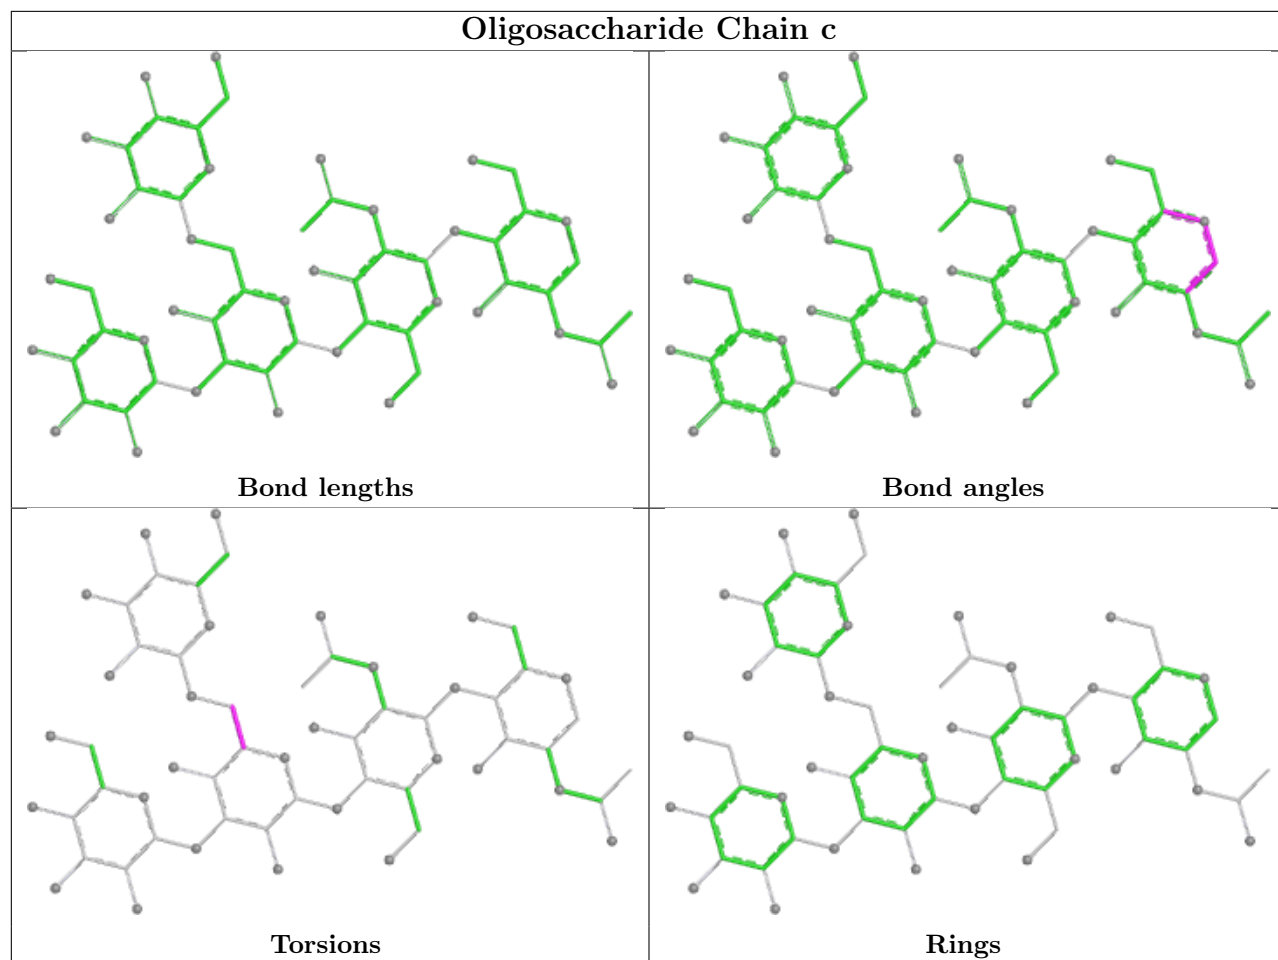 Oligosaccharide Chain c
Bond lengths
Bond angles
Torsions
Rings